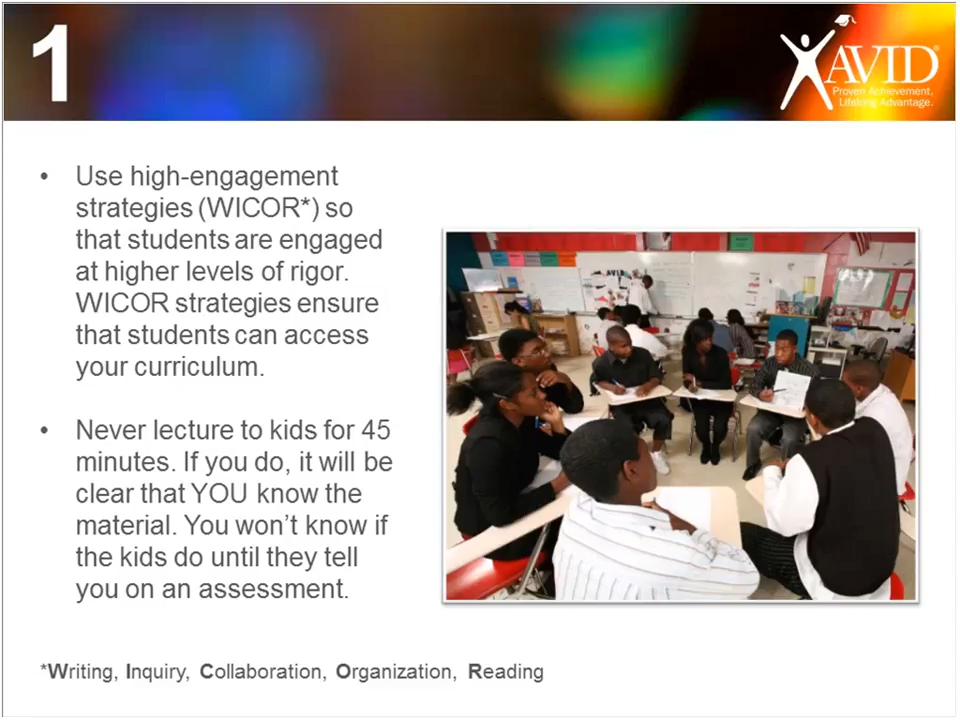 1
AVID®
Proven Achievement.
Lifelong Advantage.
• Use high-engagement
strategies (WICOR*) so
that students are engaged
at higher levels of rigor.
WICOR strategies ensure
that students can access
your curriculum.
• Never lecture to kids for 45
minutes. If you do, it will be
clear that YOU know the
material. You won’t know if
the kids do until they tell
you on an assessment.
AVID
*Writing, Inquiry, Collaboration, Organization, Reading